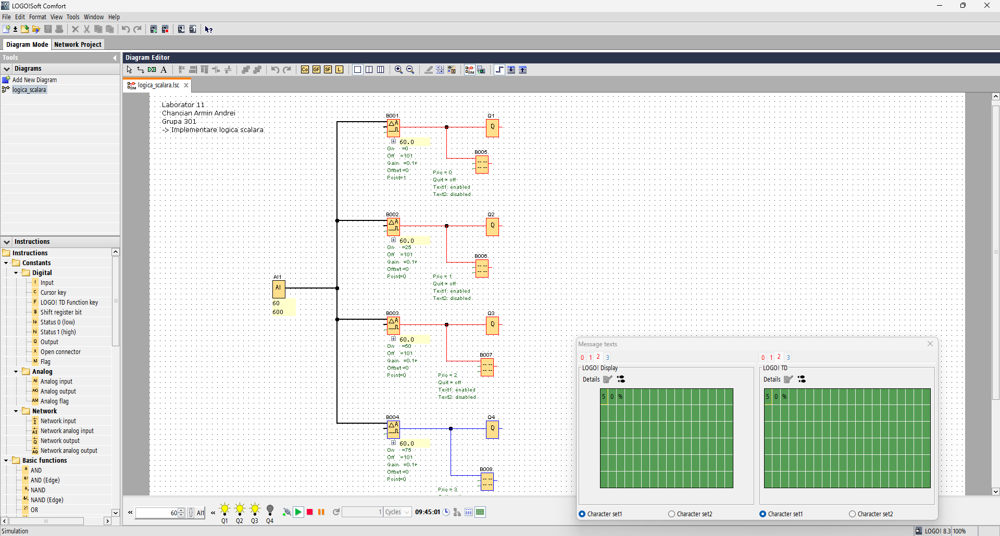 LOGO!Soft Comfort
File Edit Format View Tools Window Help
Diagram Mode Network Project
Tools
Diagrams
Add New Diagram
logica_scalara
Instructions
Instructions
Constants
Digital
I Input
C Cursor key
F LOGO! TD Function key
S Shift register bit
lo Status 0 (low)
hi Status 1 (high)
Q Output
X Open connector
M Flag
Analog
AI Analog input
AQ Analog output
AM Analog flag
Network
I Network input
AI Network analog input
Q Network output
AQ Network analog output
Basic functions
& AND
&↑ AND (Edge)
& NAND
&↓ NAND (Edge)
≥1 OR
Diagram Editor
Co GF SF L
logica_scalara.lsc
Laborator 11
Chancian Armin Andrei
Grupa 301
-> Implementare logica scalara
AI1
AI
60
600
B001
A
60.0
On =0
Off =101
Gain =0.1+
Offset=0
Point=1
Q1
Q
B005
Prio = 0
Quit = off
Text1: enabled
Text2: disabled
B002
A
60.0
On =25
Off =101
Gain =0.1+
Offset=0
Point=0
Q2
Q
B006
Prio = 1
Quit = off
Text1: enabled
Text2: disabled
B003
A
60.0
On =50
Off =101
Gain =0.1+
Offset=0
Point=0
Q3
Q
B007
Prio = 2
Quit = off
Text1: enabled
Text2: disabled
B004
A
60.0
On =75
Off =101
Gain =0.1+
Offset=0
Point=0
Q4
Q
B008
Prio = 3
Message texts
0 1 2 3
LOGO! Display
Details
50%
Character set1 Character set2
0 1 2 3
LOGO! TD
Details
50%
Character set1 Character set2
« 60 AI1 « Q1 Q2 Q3 Q4 1 Cycles 09:45:01
Simulation
LOGO! 8.3 100%